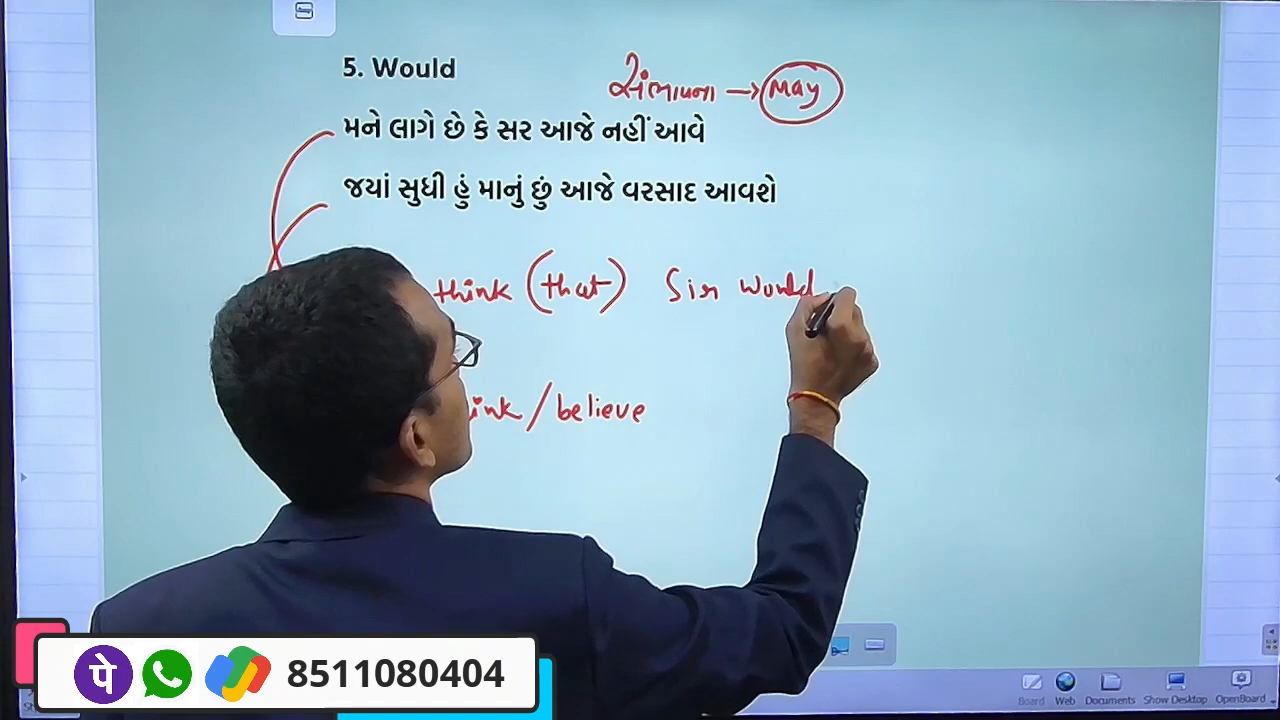 5. Would
સંભાવના → May
મને લાગે છે કે સર આજે નહીં આવે
જયાં સુધી હું માનું છું આજે વરસાદ આવશે
think (that) Sir would
ink / believe
पे 8511080404
Board Web Documents Show Desktop OpenBoard